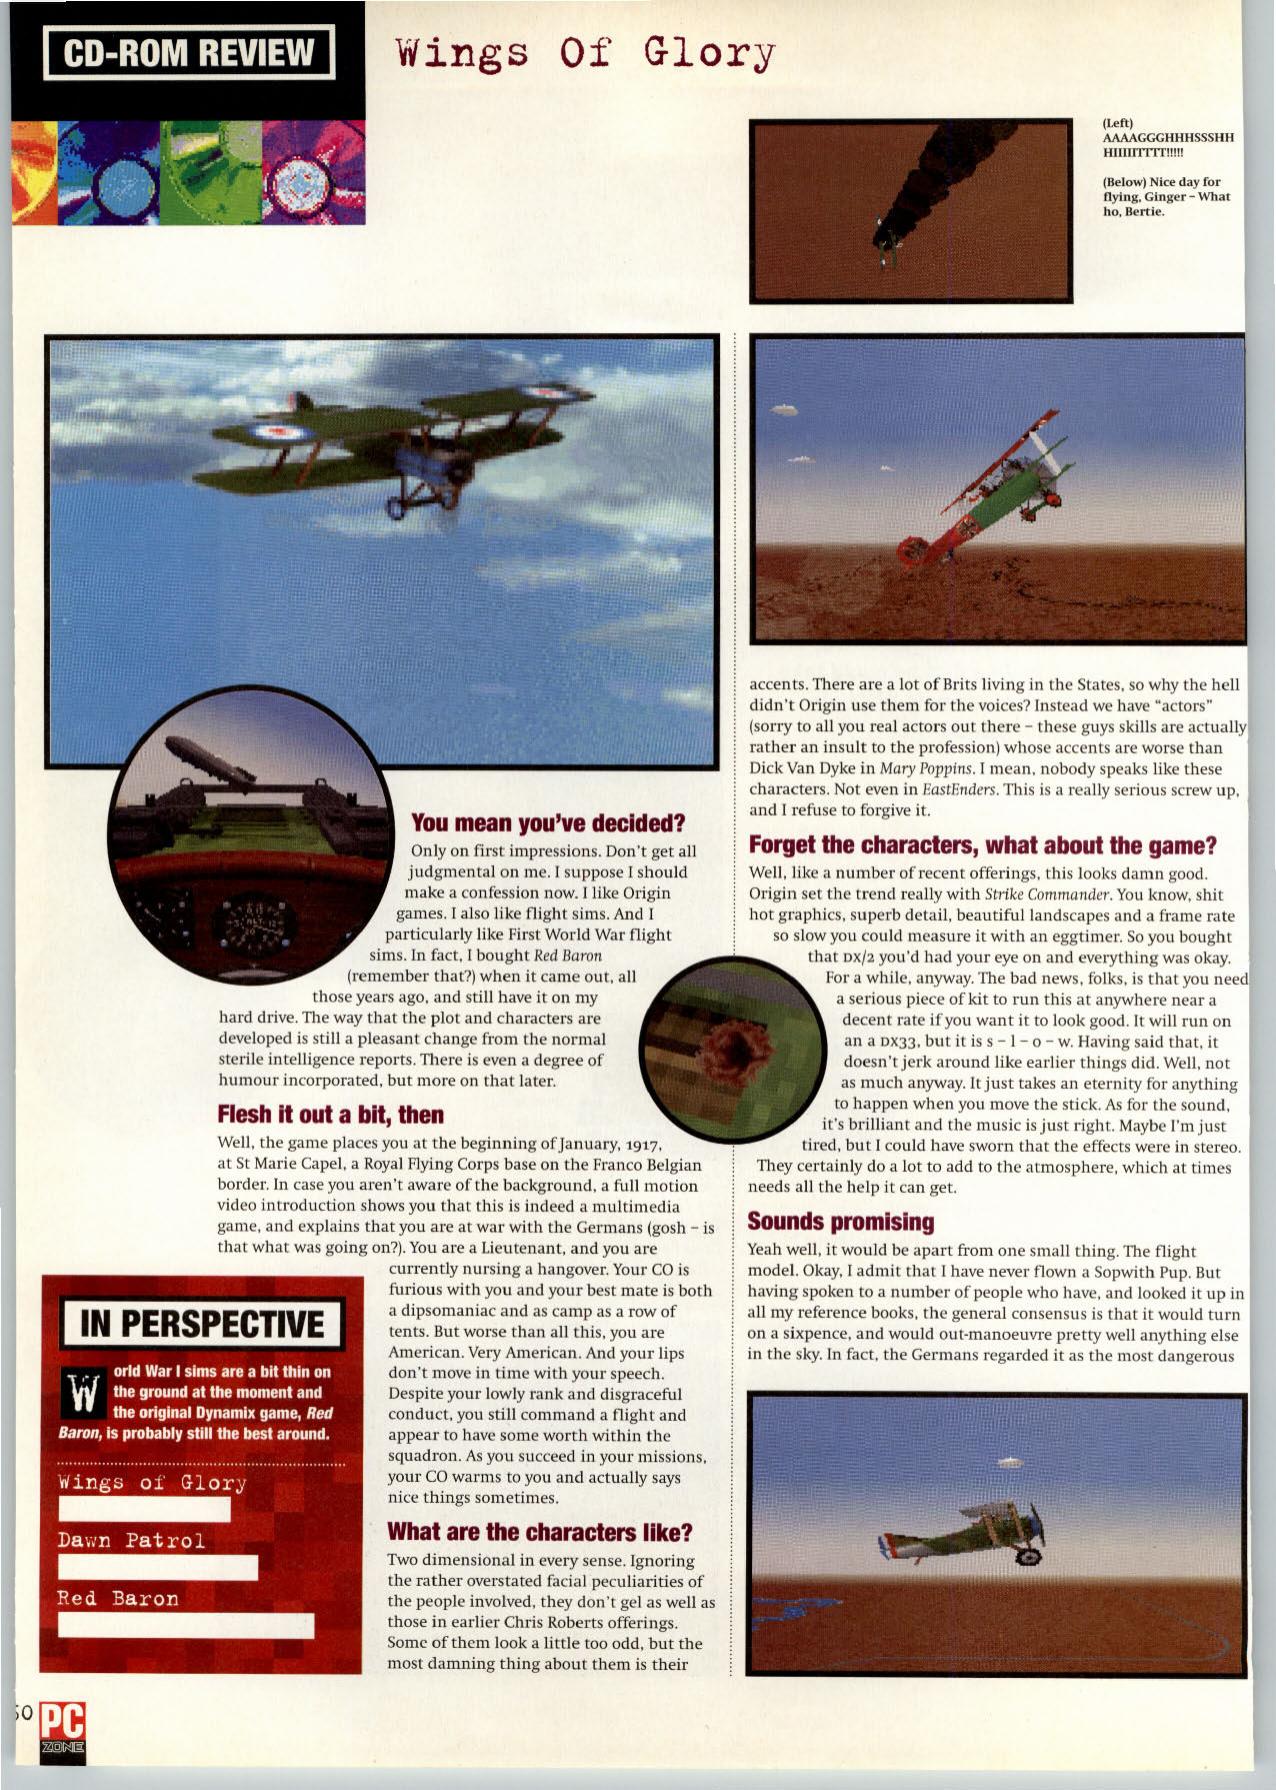 CD-ROM REVIEW
Wings Of Glory
(Left)
AAAAGGGHHHSSSHH
HIIIIITTTT!!!!!
(Below) Nice day for
flying, Ginger – What
ho, Bertie.
You mean you've decided?
Only on first impressions. Don't get all
judgmental on me. I suppose I should
make a confession now. I like Origin
games. I also like flight sims. And I
particularly like First World War flight
sims. In fact, I bought Red Baron
(remember that?) when it came out, all
those years ago, and still have it on my
hard drive. The way that the plot and characters are
developed is still a pleasant change from the normal
sterile intelligence reports. There is even a degree of
humour incorporated, but more on that later.
Flesh it out a bit, then
Well, the game places you at the beginning of January, 1917,
at St Marie Capel, a Royal Flying Corps base on the Franco Belgian
border. In case you aren't aware of the background, a full motion
video introduction shows you that this is indeed a multimedia
game, and explains that you are at war with the Germans (gosh – is
that what was going on?). You are a Lieutenant, and you are
currently nursing a hangover. Your CO is
furious with you and your best mate is both
a dipsomaniac and as camp as a row of
tents. But worse than all this, you are
American. Very American. And your lips
don't move in time with your speech.
Despite your lowly rank and disgraceful
conduct, you still command a flight and
appear to have some worth within the
squadron. As you succeed in your missions,
your CO warms to you and actually says
nice things sometimes.
What are the characters like?
Two dimensional in every sense. Ignoring
the rather overstated facial peculiarities of
the people involved, they don't gel as well as
those in earlier Chris Roberts offerings.
Some of them look a little too odd, but the
most damning thing about them is their
accents. There are a lot of Brits living in the States, so why the hell
didn't Origin use them for the voices? Instead we have "actors"
(sorry to all you real actors out there – these guys skills are actually
rather an insult to the profession) whose accents are worse than
Dick Van Dyke in Mary Poppins. I mean, nobody speaks like these
characters. Not even in EastEnders. This is a really serious screw up,
and I refuse to forgive it.
Forget the characters, what about the game?
Well, like a number of recent offerings, this looks damn good.
Origin set the trend really with Strike Commander. You know, shit
hot graphics, superb detail, beautiful landscapes and a frame rate
so slow you could measure it with an eggtimer. So you bought
that DX/2 you'd had your eye on and everything was okay.
For a while, anyway. The bad news, folks, is that you need
a serious piece of kit to run this at anywhere near a
decent rate if you want it to look good. It will run on
an a DX33, but it is s – l – o – w. Having said that, it
doesn't jerk around like earlier things did. Well, not
as much anyway. It just takes an eternity for anything
to happen when you move the stick. As for the sound,
it's brilliant and the music is just right. Maybe I'm just
tired, but I could have sworn that the effects were in stereo.
They certainly do a lot to add to the atmosphere, which at times
needs all the help it can get.
Sounds promising
Yeah well, it would be apart from one small thing. The flight
model. Okay, I admit that I have never flown a Sopwith Pup. But
having spoken to a number of people who have, and looked it up in
all my reference books, the general consensus is that it would turn
on a sixpence, and would out-manoeuvre pretty well anything else
in the sky. In fact, the Germans regarded it as the most dangerous
IN PERSPECTIVE
World War I sims are a bit thin on
the ground at the moment and
the original Dynamix game, Red
Baron, is probably still the best around.
Wings of Glory
Dawn Patrol
Red Baron
PC
ZONE